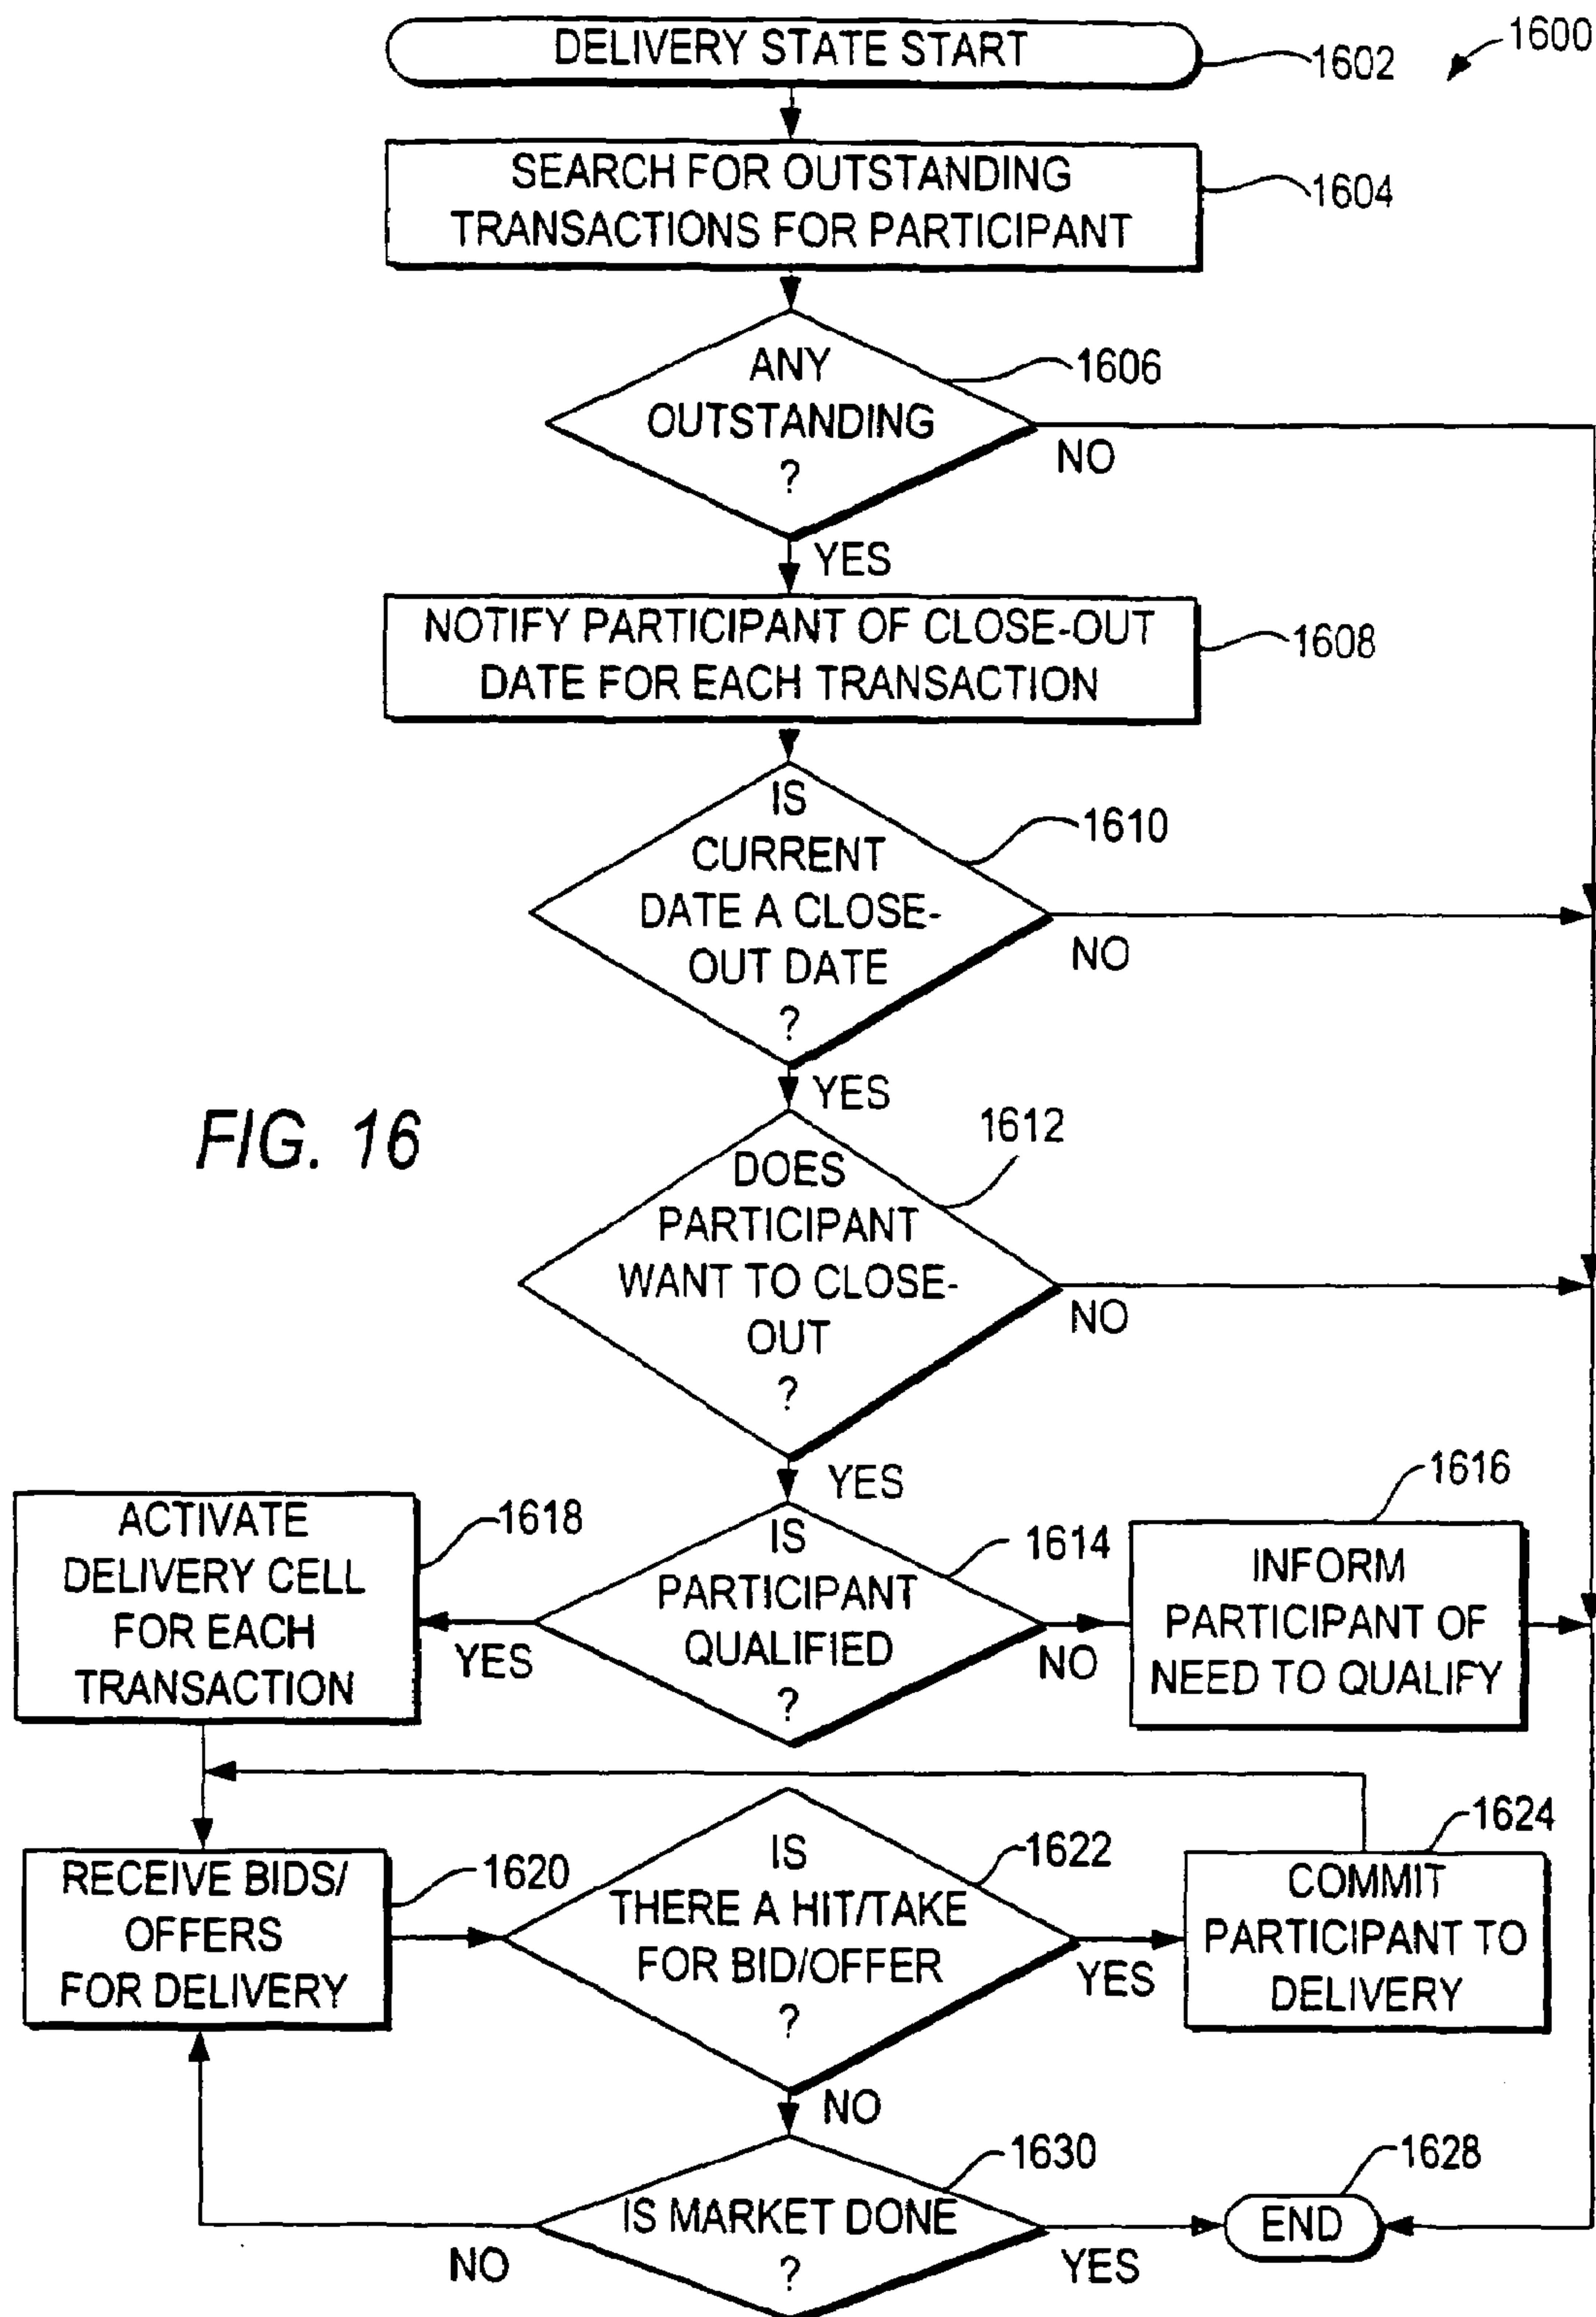 DELIVERY STATE START
1602
1600
SEARCH FOR OUTSTANDING
TRANSACTIONS FOR PARTICIPANT
1604
ANY
OUTSTANDING
?
1606
NO
YES
NOTIFY PARTICIPANT OF CLOSE-OUT
DATE FOR EACH TRANSACTION
1608
IS
CURRENT
DATE A CLOSE-
OUT DATE
?
1610
NO
YES
FIG. 16
DOES
PARTICIPANT
WANT TO CLOSE-
OUT
?
1612
NO
YES
ACTIVATE
DELIVERY CELL
FOR EACH
TRANSACTION
1618
YES
IS
PARTICIPANT
QUALIFIED
?
1614
NO
INFORM
PARTICIPANT OF
NEED TO QUALIFY
1616
RECEIVE BIDS/
OFFERS
FOR DELIVERY
1620
IS
THERE A HIT/TAKE
FOR BID/OFFER
?
1622
YES
COMMIT
PARTICIPANT TO
DELIVERY
1624
NO
IS MARKET DONE
?
1630
NO
YES
END
1628